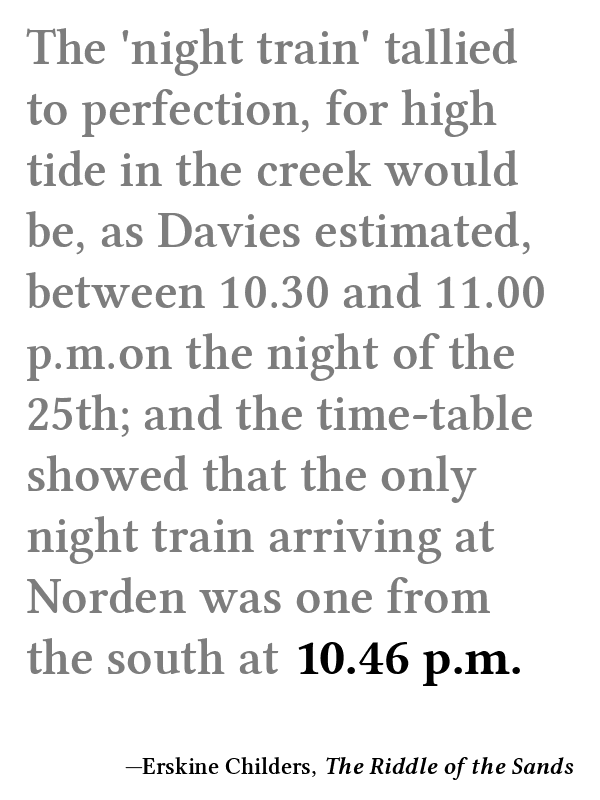 The 'night train' tallied
to perfection, for high
tide in the creek would
be, as Davies estimated,
between 10.30 and 11.00
p.m.on the night of the
25th; and the time-table
showed that the only
night train arriving at
Norden was one from
the south at 10.46 p.m.
—Erskine Childers, The Riddle of the Sands